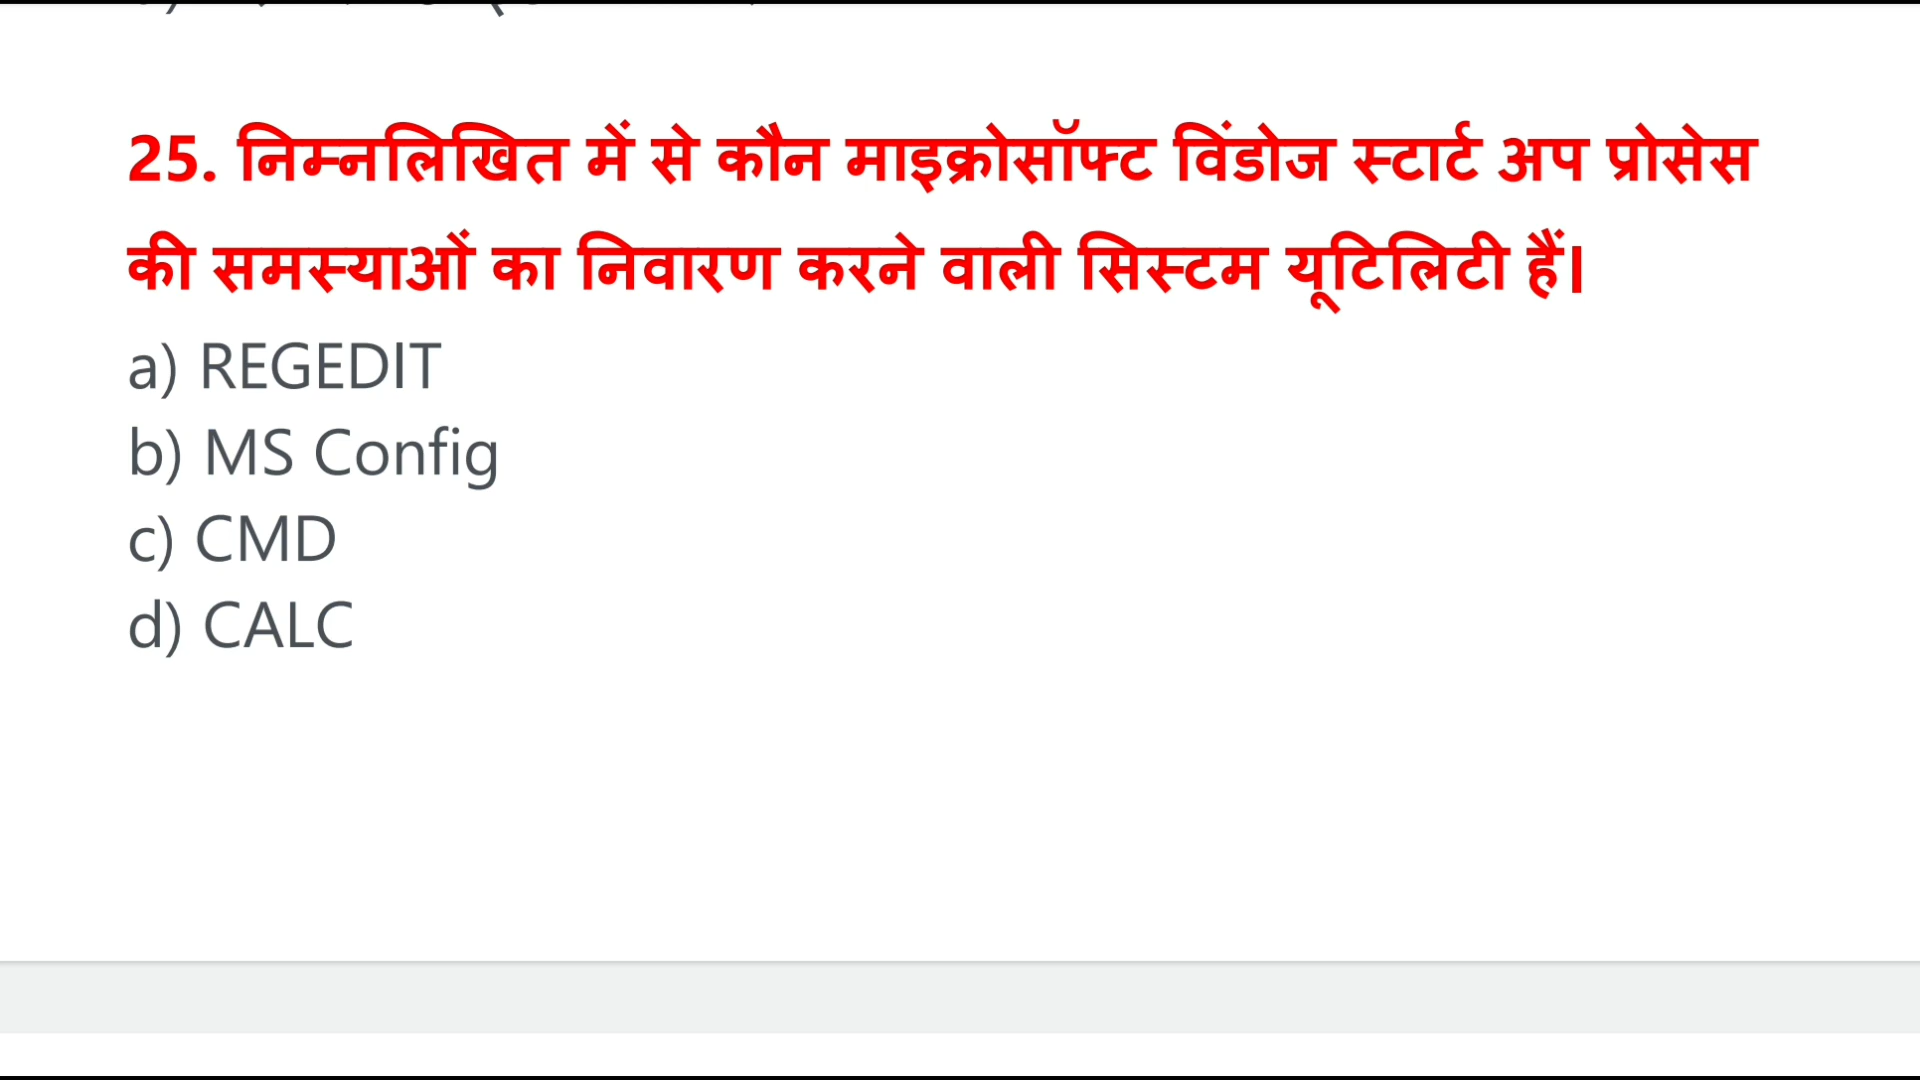 25. निम्नलिखित में से कौन माइक्रोसॉफ्ट विंडोज स्टार्ट अप प्रोसेस
की समस्याओं का निवारण करने वाली सिस्टम यूटिलिटी हैं।
a) REGEDIT
b) MS Config
c) CMD
d) CALC